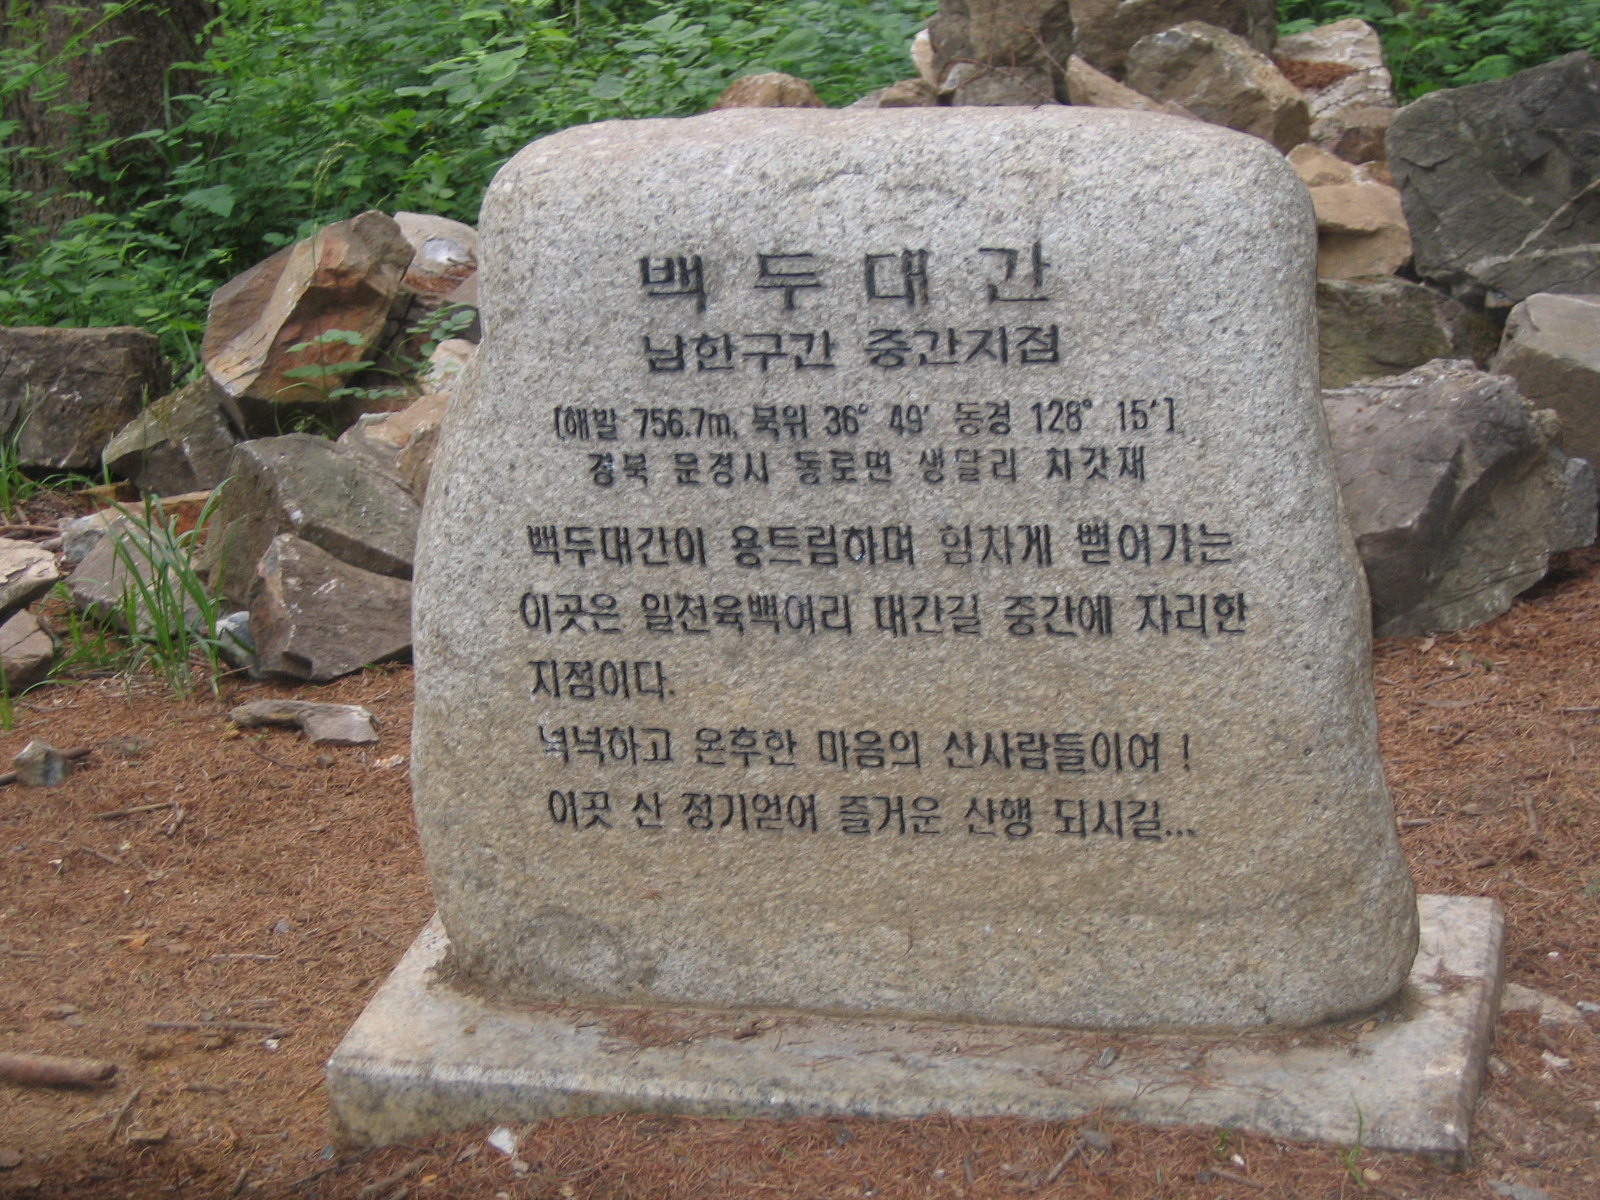 백두대간
남한구간 중간지점
[해발 756.7m, 북위 36° 49′ 동경 128° 15′]
경북 문경시 동로면 생달리 차갓재
백두대간이 용트림하며 힘차게 뻗어가는
이곳은 일천육백여리 대간길 중간에 자리한
지점이다.
넉넉하고 온후한 마음의 산사람들이여 !
이곳 산 정기얻어 즐거운 산행 되시길...